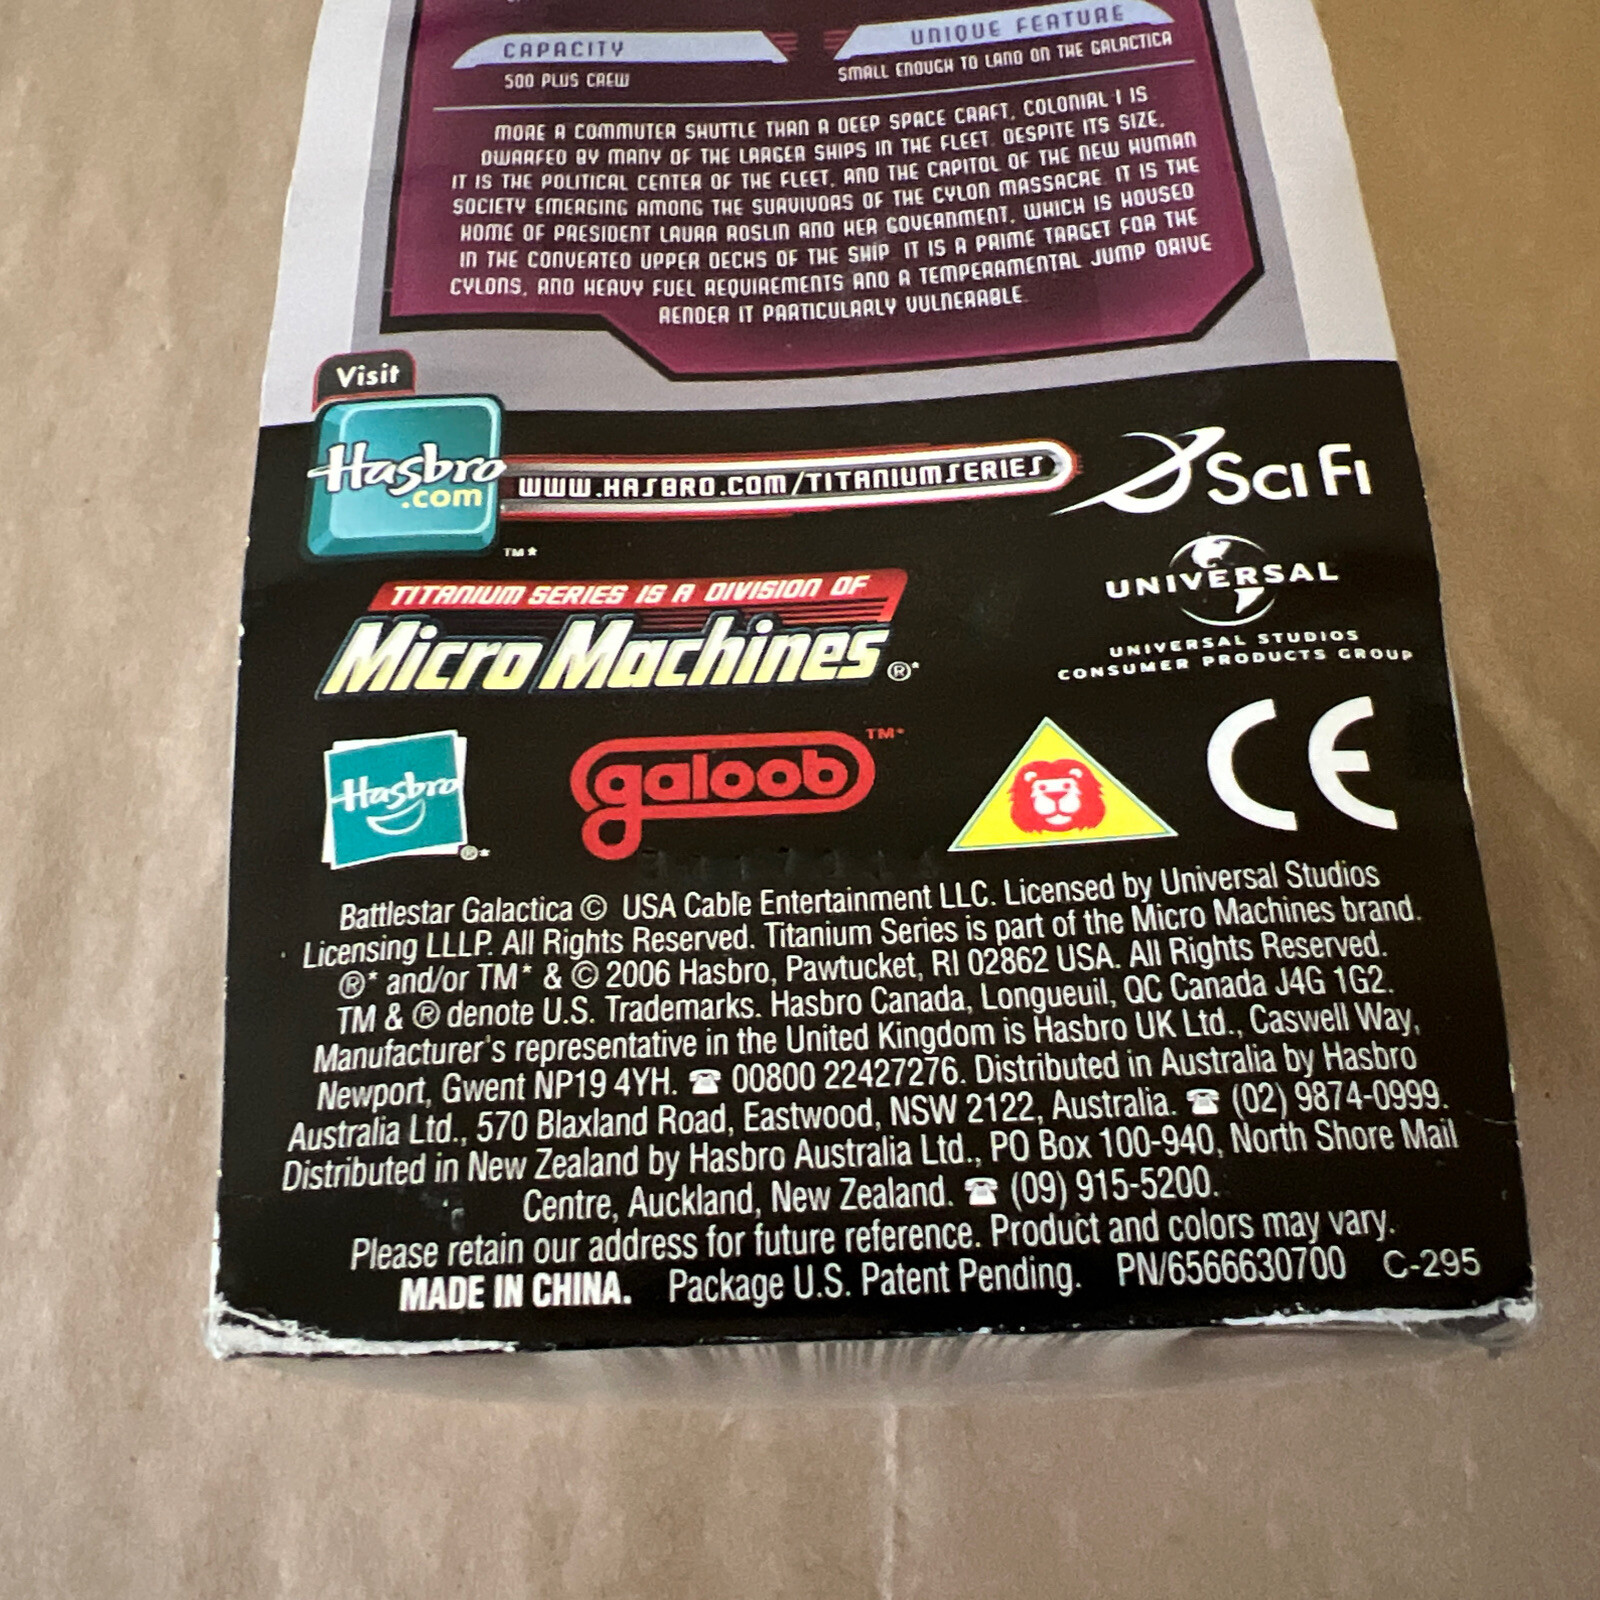 CAPACITY
500 PLUS CREW
UNIQUE FEATURE
SMALL ENOUGH TO LAND ON THE GALACTICA
MORE A COMMUTER SHUTTLE THAN A DEEP SPACE CRAFT, COLONIAL 1 IS
DWARFED BY MANY OF THE LARGER SHIPS IN THE FLEET. DESPITE ITS SIZE,
IT IS THE POLITICAL CENTER OF THE FLEET, AND THE CAPITOL OF THE NEW HUMAN
SOCIETY EMERGING AMONG THE SURVIVORS OF THE CYLON MASSACRE. IT IS THE
HOME OF PRESIDENT LAURA ROSLIN AND HER GOVERNMENT, WHICH IS HOUSED
IN THE CONVERTED UPPER DECKS OF THE SHIP. IT IS A PRIME TARGET FOR THE
CYLONS, AND HEAVY FUEL REQUIREMENTS AND A TEMPERAMENTAL JUMP DRIVE
RENDER IT PARTICULARLY VULNERABLE.
Visit
Hasbro
.com
TM*
WWW.HASBRO.COM/TITANIUMSERIES
SCI FI
UNIVERSAL
UNIVERSAL STUDIOS
CONSUMER PRODUCTS GROUP
TITANIUM SERIES IS A DIVISION OF
Micro Machines ®*
Hasbro ®*
galoob TM*
CE
Battlestar Galactica © USA Cable Entertainment LLC. Licensed by Universal Studios
Licensing LLLP. All Rights Reserved. Titanium Series is part of the Micro Machines brand.
®* and/or TM* & © 2006 Hasbro, Pawtucket, RI 02862 USA. All Rights Reserved.
TM & ® denote U.S. Trademarks. Hasbro Canada, Longueuil, QC Canada J4G 1G2.
Manufacturer's representative in the United Kingdom is Hasbro UK Ltd., Caswell Way,
Newport, Gwent NP19 4YH. ☎ 00800 22427276. Distributed in Australia by Hasbro
Australia Ltd., 570 Blaxland Road, Eastwood, NSW 2122, Australia. ☎ (02) 9874-0999.
Distributed in New Zealand by Hasbro Australia Ltd., PO Box 100-940, North Shore Mail
Centre, Auckland, New Zealand. ☎ (09) 915-5200.
Please retain our address for future reference. Product and colors may vary.
MADE IN CHINA. Package U.S. Patent Pending. PN/6566630700 C-295